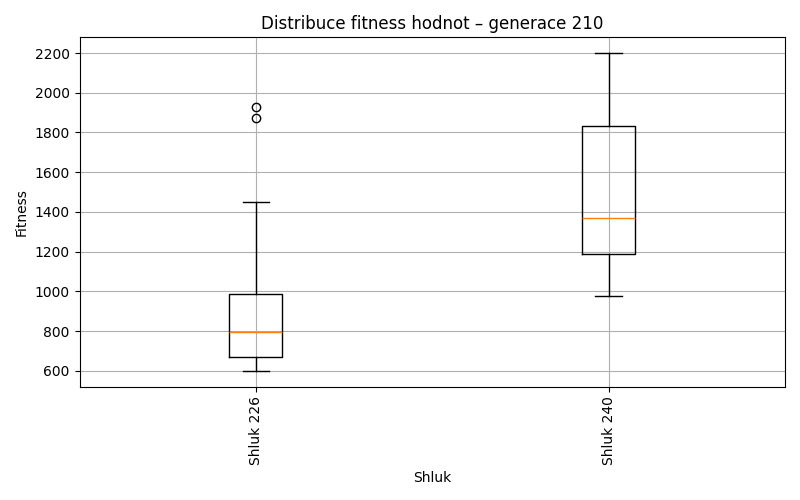 Distribuce fitness hodnot – generace 210
2200
2000
1800
1600
1400
1200
1000
800
600
Fitness
Shluk 226
Shluk 240
Shluk